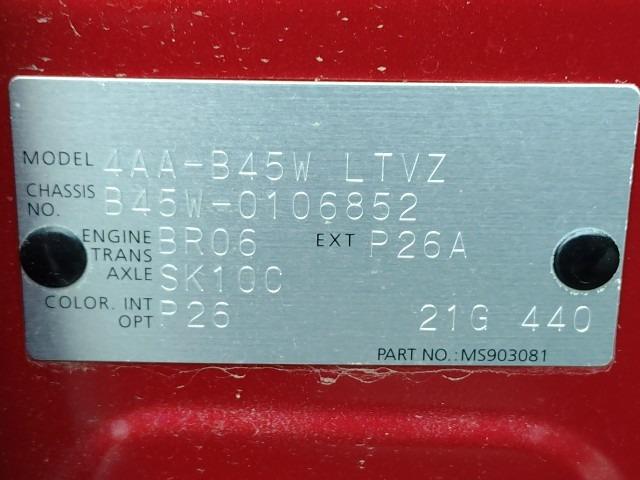 MODEL 4AA-B45W LTVZ
CHASSIS NO. B45W-0106852
ENGINE BR06 EXT P26A
TRANS AXLE SK10C
COLOR. INT P26
OPT 21G 440
PART NO.:MS903081